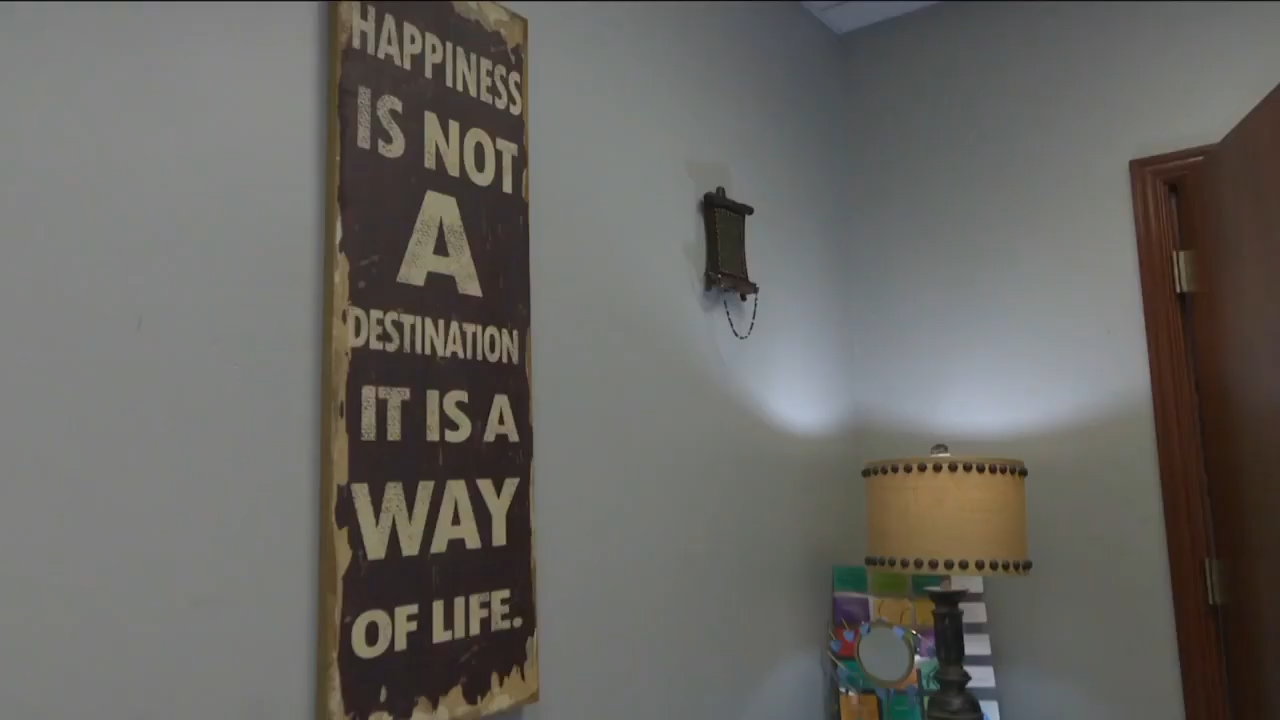 HAPPINESS
IS NOT
A
DESTINATION
IT IS A
WAY
OF LIFE.